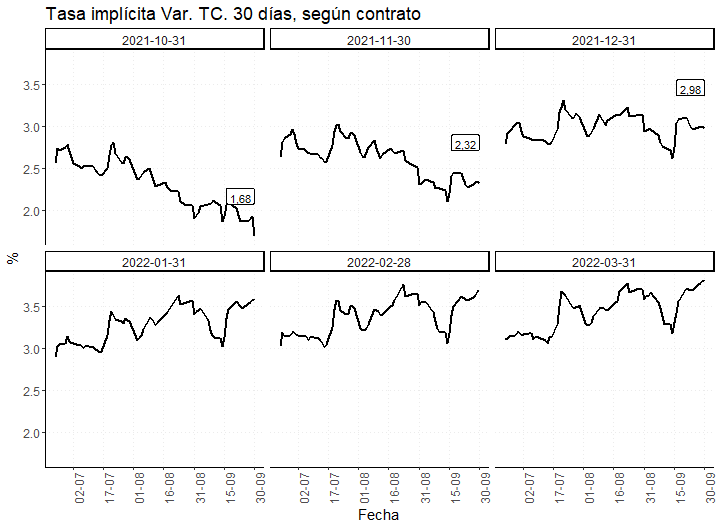 Tasa implícita Var. TC. 30 días, según contrato
2021-10-31 2021-11-30 2021-12-31
3.5
3.0
2.5
2.0
1,68
2,32
2,98
%
2022-01-31 2022-02-28 2022-03-31
3.5
3.0
2.5
2.0
02-07 17-07 01-08 16-08 31-08 15-09 30-09 02-07 17-07 01-08 16-08 31-08 15-09 30-09 02-07 17-07 01-08 16-08 31-08 15-09 30-09
Fecha